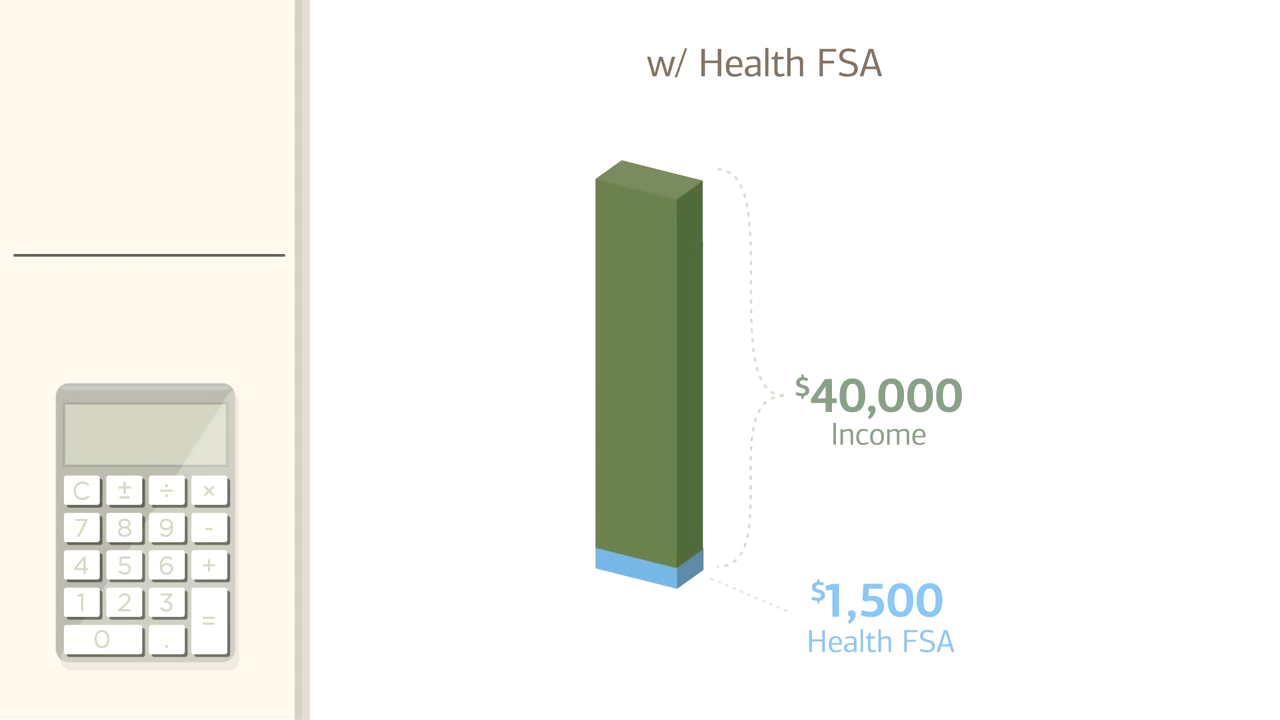 w/ Health FSA
$40,000
Income
$1,500
Health FSA
C ± ÷ ×
7 8 9 -
4 5 6 +
1 2 3 =
0 .